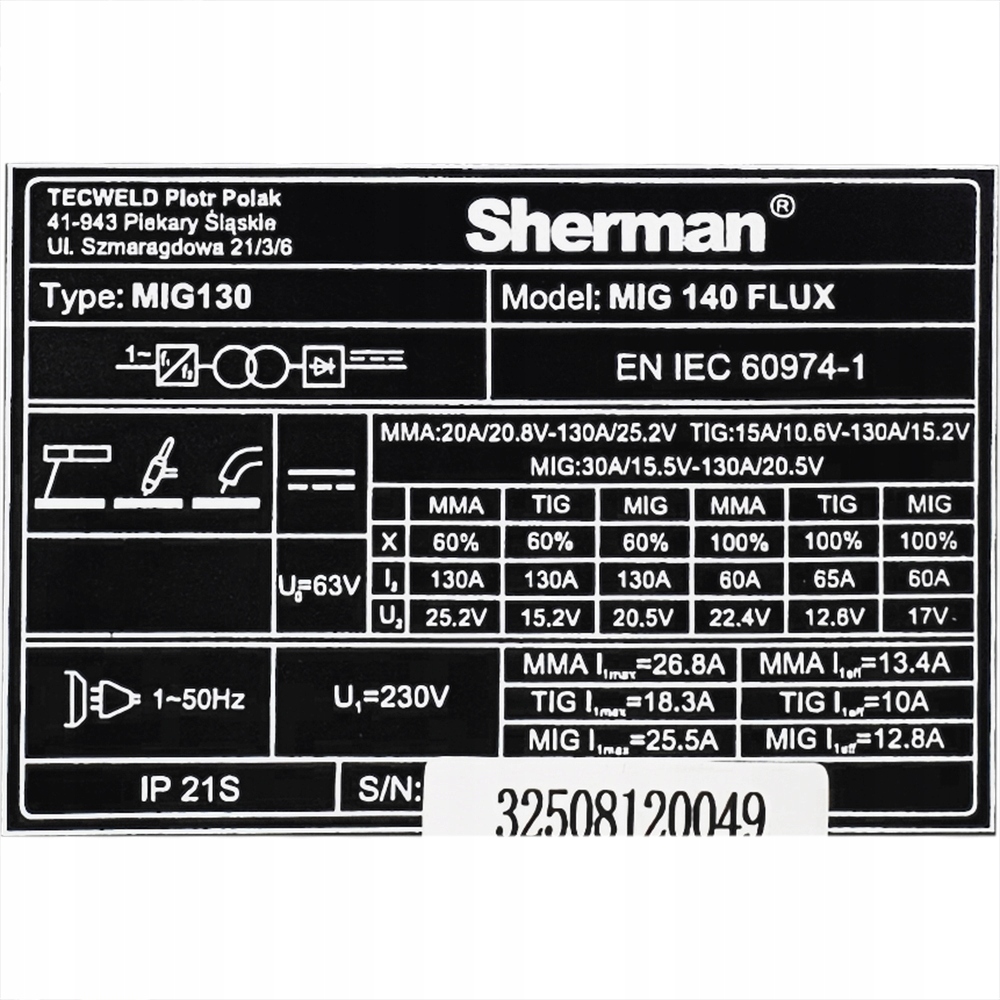 TECWELD Piotr Polak
41-943 Piekary Śląskie
Ul. Szmaragdowa 21/3/6
Sherman®
Type: MIG130
Model: MIG 140 FLUX
1~ f₁/f₂
EN IEC 60974-1
MMA:20A/20.8V-130A/25.2V TIG:15A/10.6V-130A/15.2V
MIG:30A/15.5V-130A/20.5V
MMA TIG MIG MMA TIG MIG
X 60% 60% 60% 100% 100% 100%
U₀=63V
I₂ 130A 130A 130A 60A 65A 60A
U₂ 25.2V 15.2V 20.5V 22.4V 12.6V 17V
1~50Hz
U₁=230V
MMA I₁max=26.8A MMA I₁eff=13.4A
TIG I₁max=18.3A TIG I₁eff=10A
MIG I₁max=25.5A MIG I₁eff=12.8A
IP 21S
S/N: 32508120049